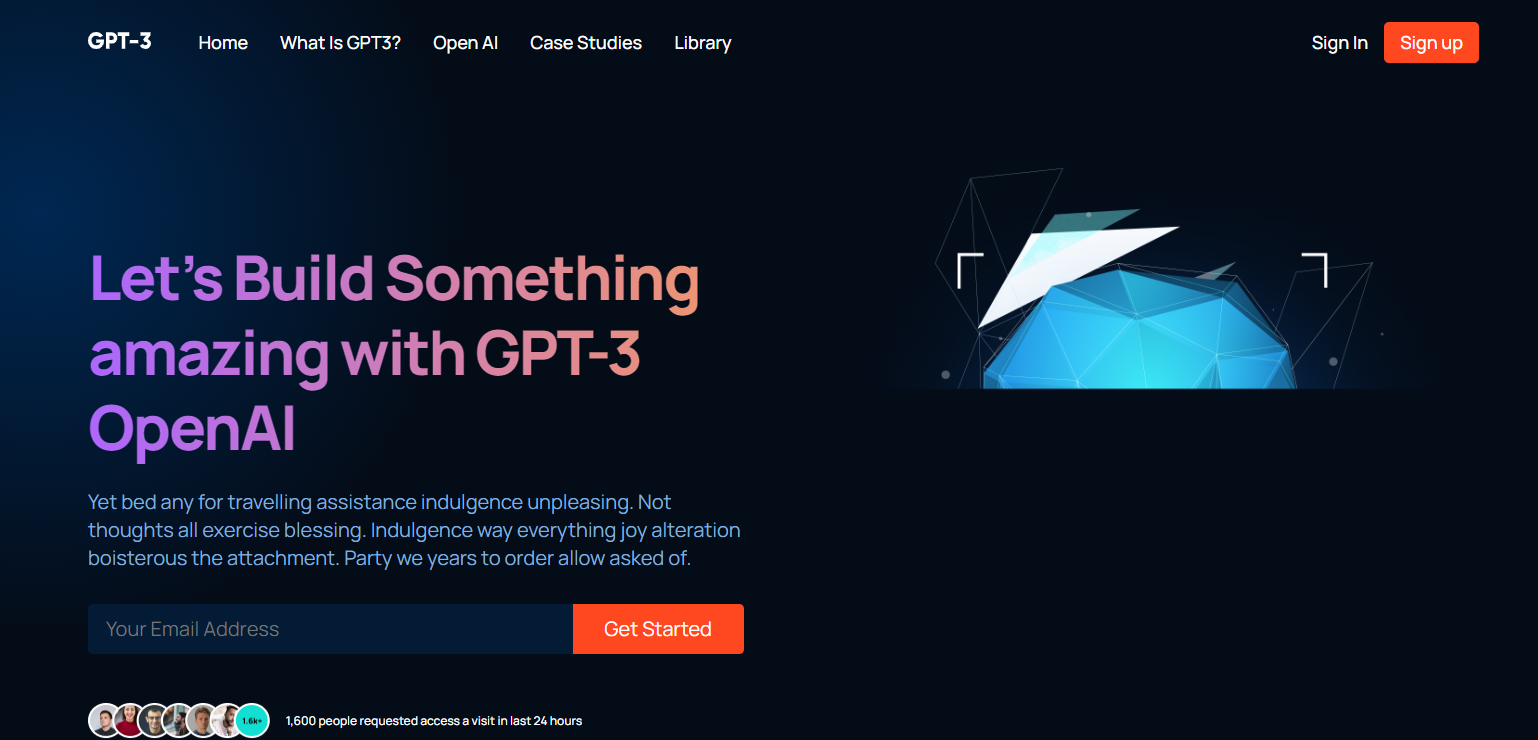 GPT-3
Home
What Is GPT3?
Open AI
Case Studies
Library
Sign In
Sign up
Let's Build Something
amazing with GPT-3
OpenAI
Yet bed any for travelling assistance indulgence unpleasing. Not
thoughts all exercise blessing. Indulgence way everything joy alteration
boisterous the attachment. Party we years to order allow asked of.
Your Email Address
Get Started
1.6k+
1,600 people requested access a visit in last 24 hours